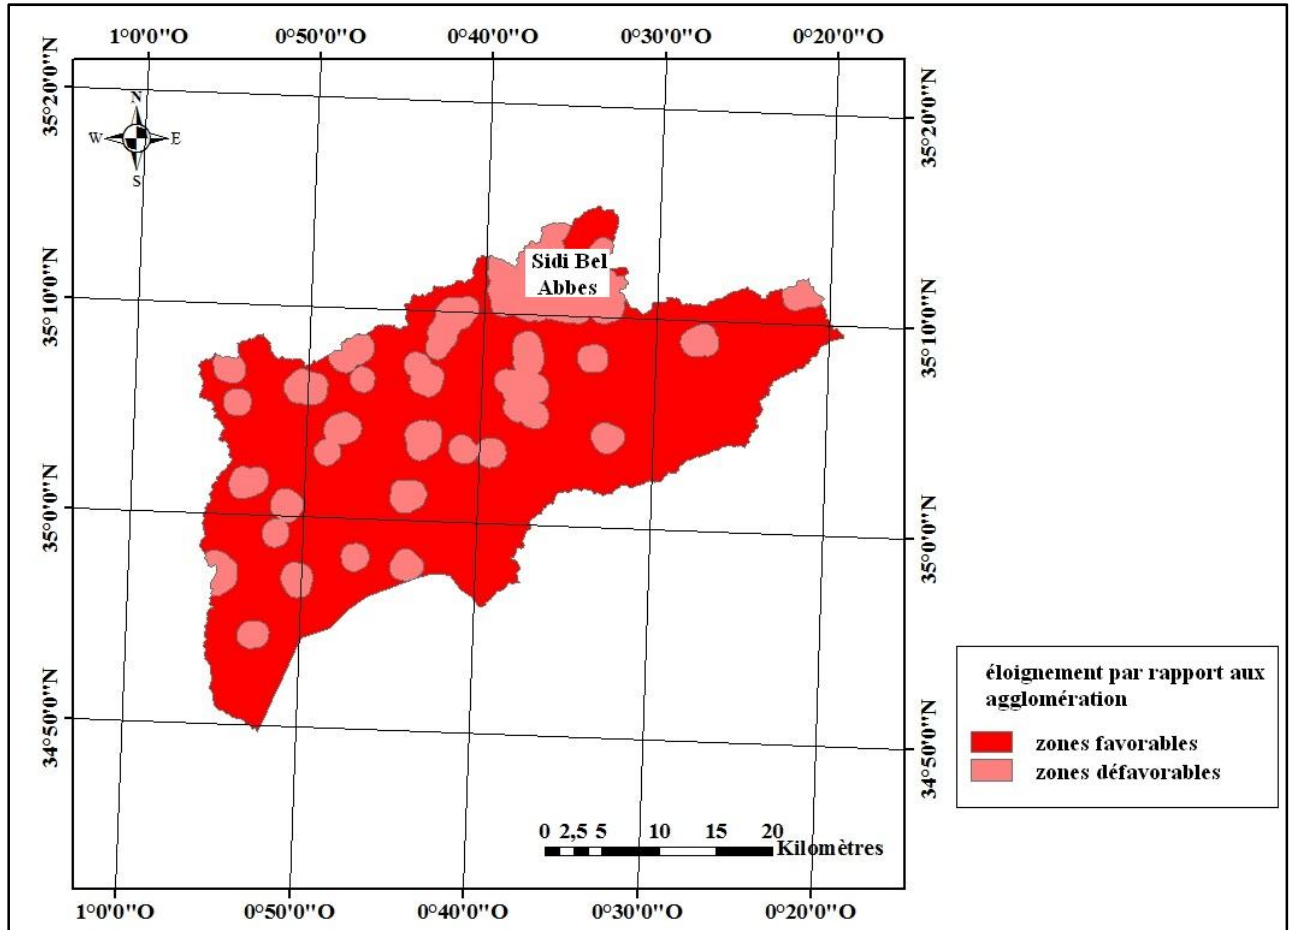 1°0'0"O 0°50'0"O 0°40'0"O 0°30'0"O 0°20'0"O
35°20'0"N
35°10'0"N
35°0'0"N
34°50'0"N
N
W E
S
Sidi Bel
Abbes
35°20'0"N
35°10'0"N
35°0'0"N
34°50'0"N
éloignement par rapport aux
agglomération
zones favorables
zones défavorables
0 2,5 5 10 15 20
Kilomètres
1°0'0"O 0°50'0"O 0°40'0"O 0°30'0"O 0°20'0"O